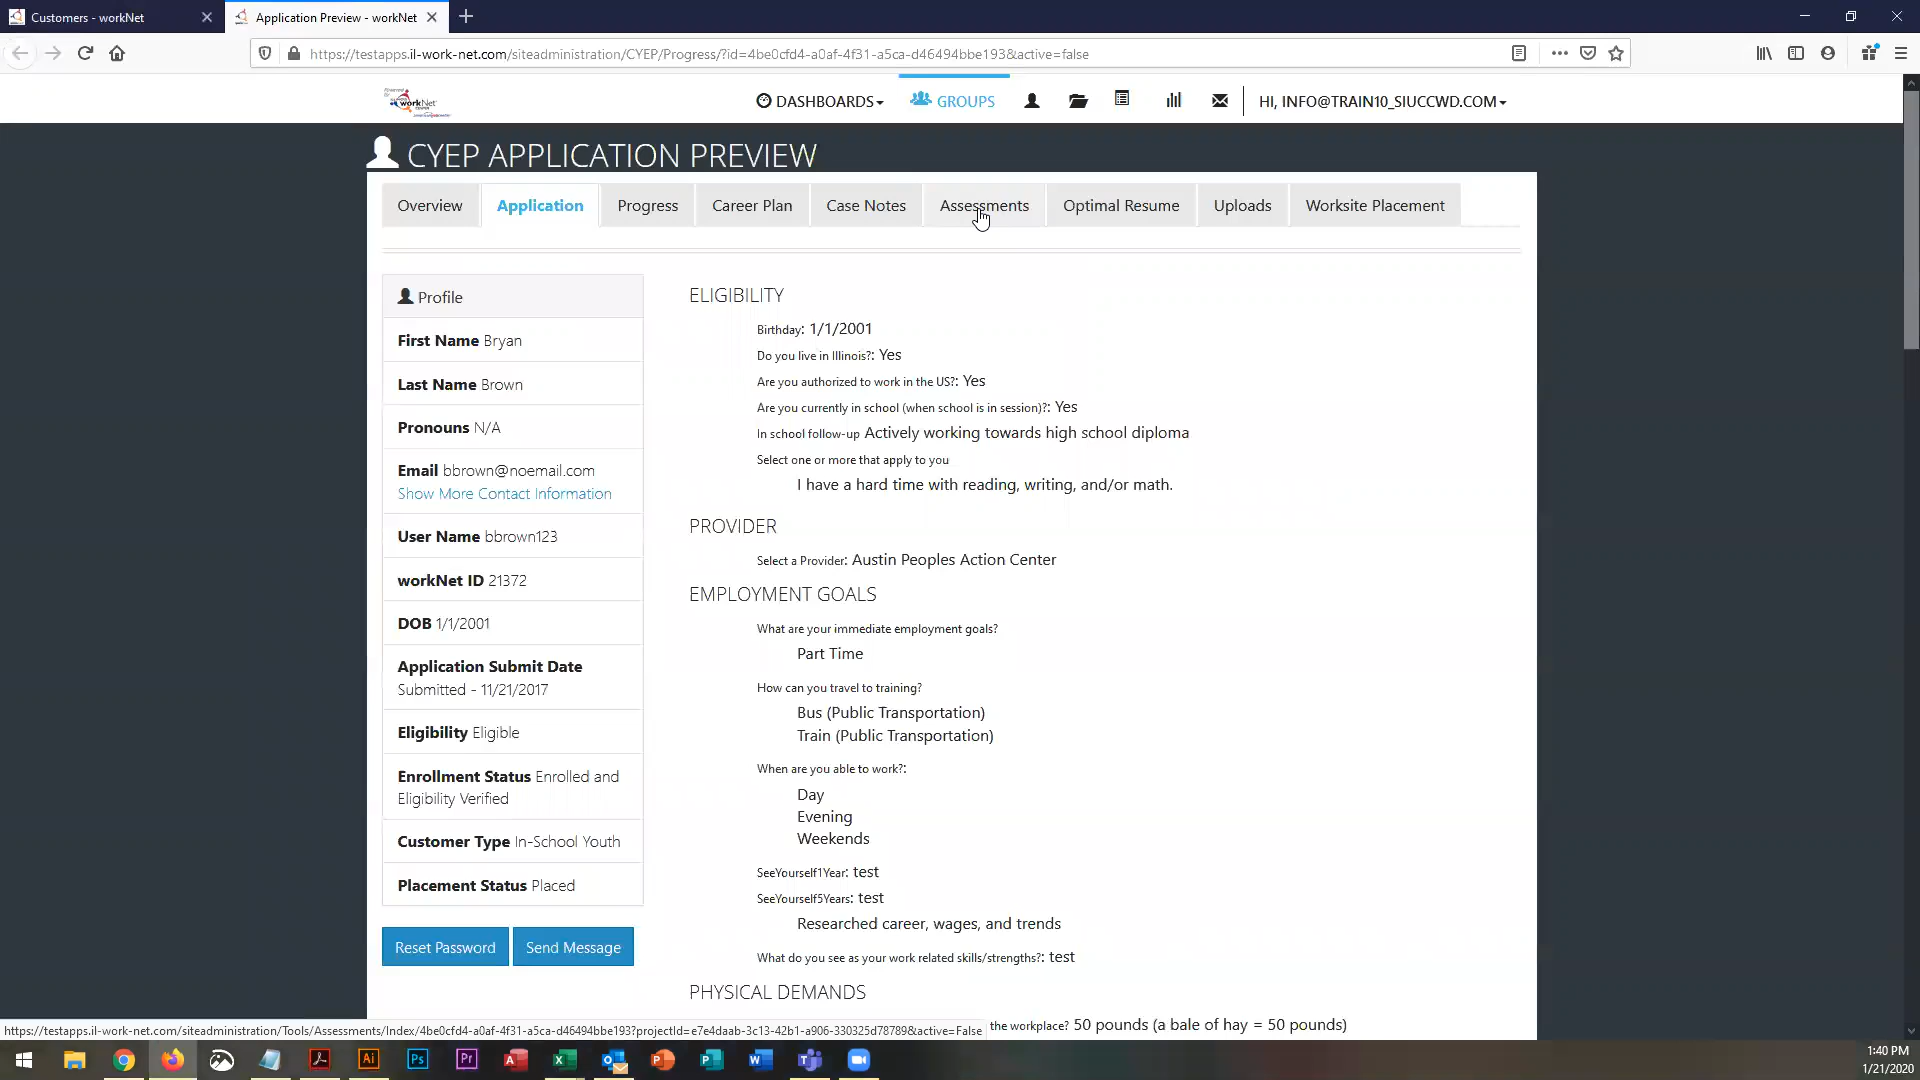 Customers - workNet
Application Preview - workNet
https://testapps.il-work-net.com/siteadministration/CYEP/Progress/?id=4be0cfd4-a0af-4f31-a5ca-d46494bbe193&active=false
workNet
DASHBOARDS
GROUPS
HI, INFO@TRAIN10_SIUCCWD.COM
CYEP APPLICATION PREVIEW
Overview
Application
Progress
Career Plan
Case Notes
Assessments
Optimal Resume
Uploads
Worksite Placement
Profile
First Name Bryan
Last Name Brown
Pronouns N/A
Email bbrown@noemail.com
Show More Contact Information
User Name bbrown123
workNet ID 21372
DOB 1/1/2001
Application Submit Date
Submitted - 11/21/2017
Eligibility Eligible
Enrollment Status Enrolled and
Eligibility Verified
Customer Type In-School Youth
Placement Status Placed
Reset Password
Send Message
ELIGIBILITY
Birthday: 1/1/2001
Do you live in Illinois?: Yes
Are you authorized to work in the US?: Yes
Are you currently in school (when school is in session)?: Yes
In school follow-up Actively working towards high school diploma
Select one or more that apply to you
I have a hard time with reading, writing, and/or math.
PROVIDER
Select a Provider: Austin Peoples Action Center
EMPLOYMENT GOALS
What are your immediate employment goals?
Part Time
How can you travel to training?
Bus (Public Transportation)
Train (Public Transportation)
When are you able to work?:
Day
Evening
Weekends
SeeYourself1Year: test
SeeYourself5Years: test
Researched career, wages, and trends
What do you see as your work related skills/strengths?: test
PHYSICAL DEMANDS
the workplace? 50 pounds (a bale of hay = 50 pounds)
https://testapps.il-work-net.com/siteadministration/Tools/Assessments/Index/4be0cfd4-a0af-4f31-a5ca-d46494bbe193?projectId=e7e4daab-3c13-42b1-a906-330325d78789&active=False
1:40 PM
1/21/2020